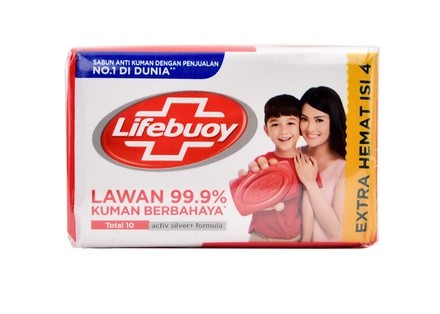 SABUN ANTI KUMAN DENGAN PENJUALAN
NO.1 DI DUNIA**
Lifebuoy
LAWAN 99.9%
KUMAN BERBAHAYA*
Total 10 activ silver+ formula
EXTRA HEMAT ISI 4